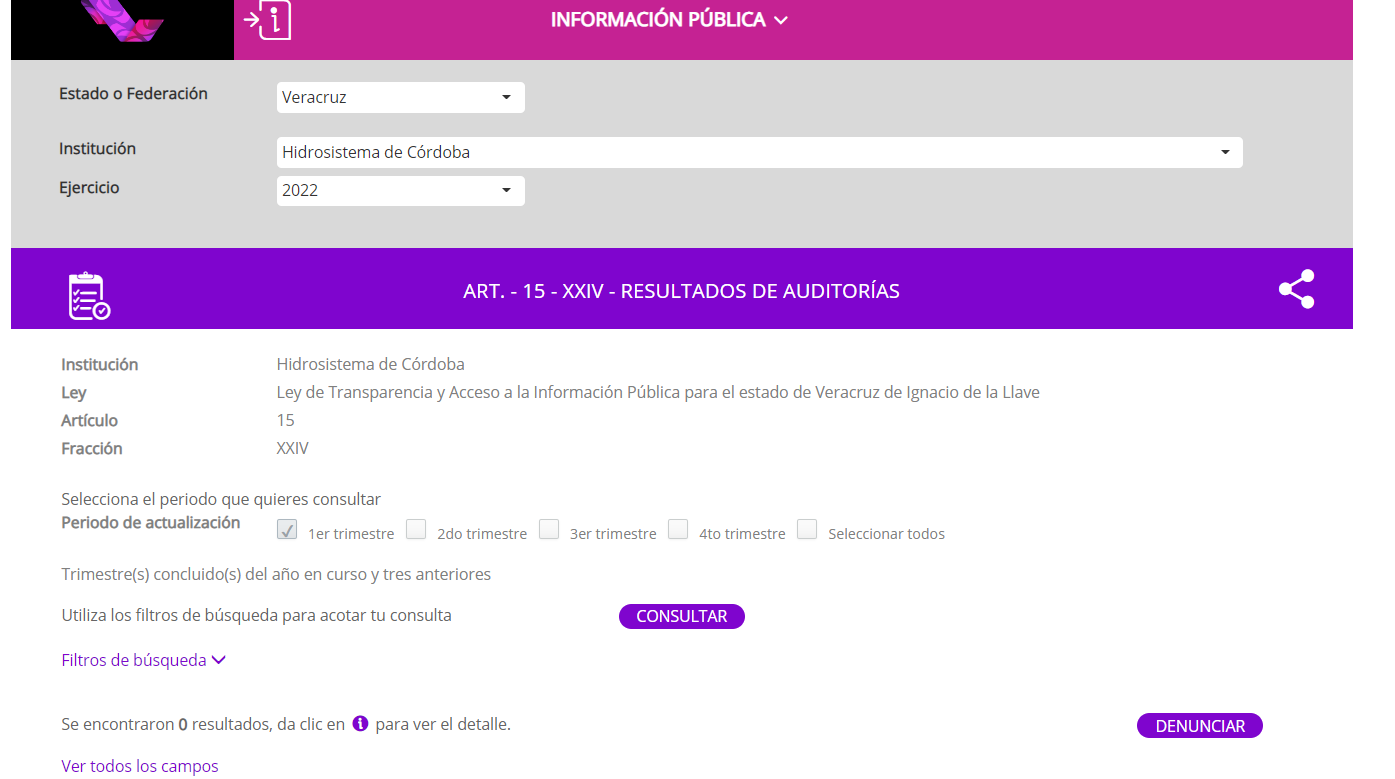 INFORMACIÓN PÚBLICA
Estado o Federación Veracruz
Institución Hidrosistema de Córdoba
Ejercicio 2022
ART. - 15 - XXIV - RESULTADOS DE AUDITORÍAS
Institución Hidrosistema de Córdoba
Ley Ley de Transparencia y Acceso a la Información Pública para el estado de Veracruz de Ignacio de la Llave
Artículo 15
Fracción XXIV
Selecciona el periodo que quieres consultar
Periodo de actualización 1er trimestre 2do trimestre 3er trimestre 4to trimestre Seleccionar todos
Trimestre(s) concluido(s) del año en curso y tres anteriores
Utiliza los filtros de búsqueda para acotar tu consulta CONSULTAR
Filtros de búsqueda
Se encontraron 0 resultados, da clic en i para ver el detalle. DENUNCIAR
Ver todos los campos